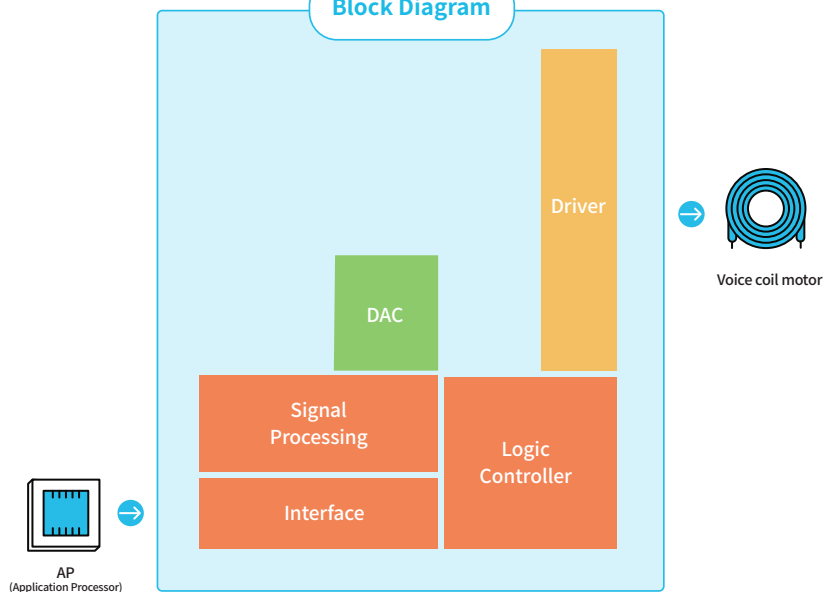 Block Diagram
Driver
Voice coil motor
DAC
Signal
Processing
Logic
Controller
Interface
AP
(Application Processor)